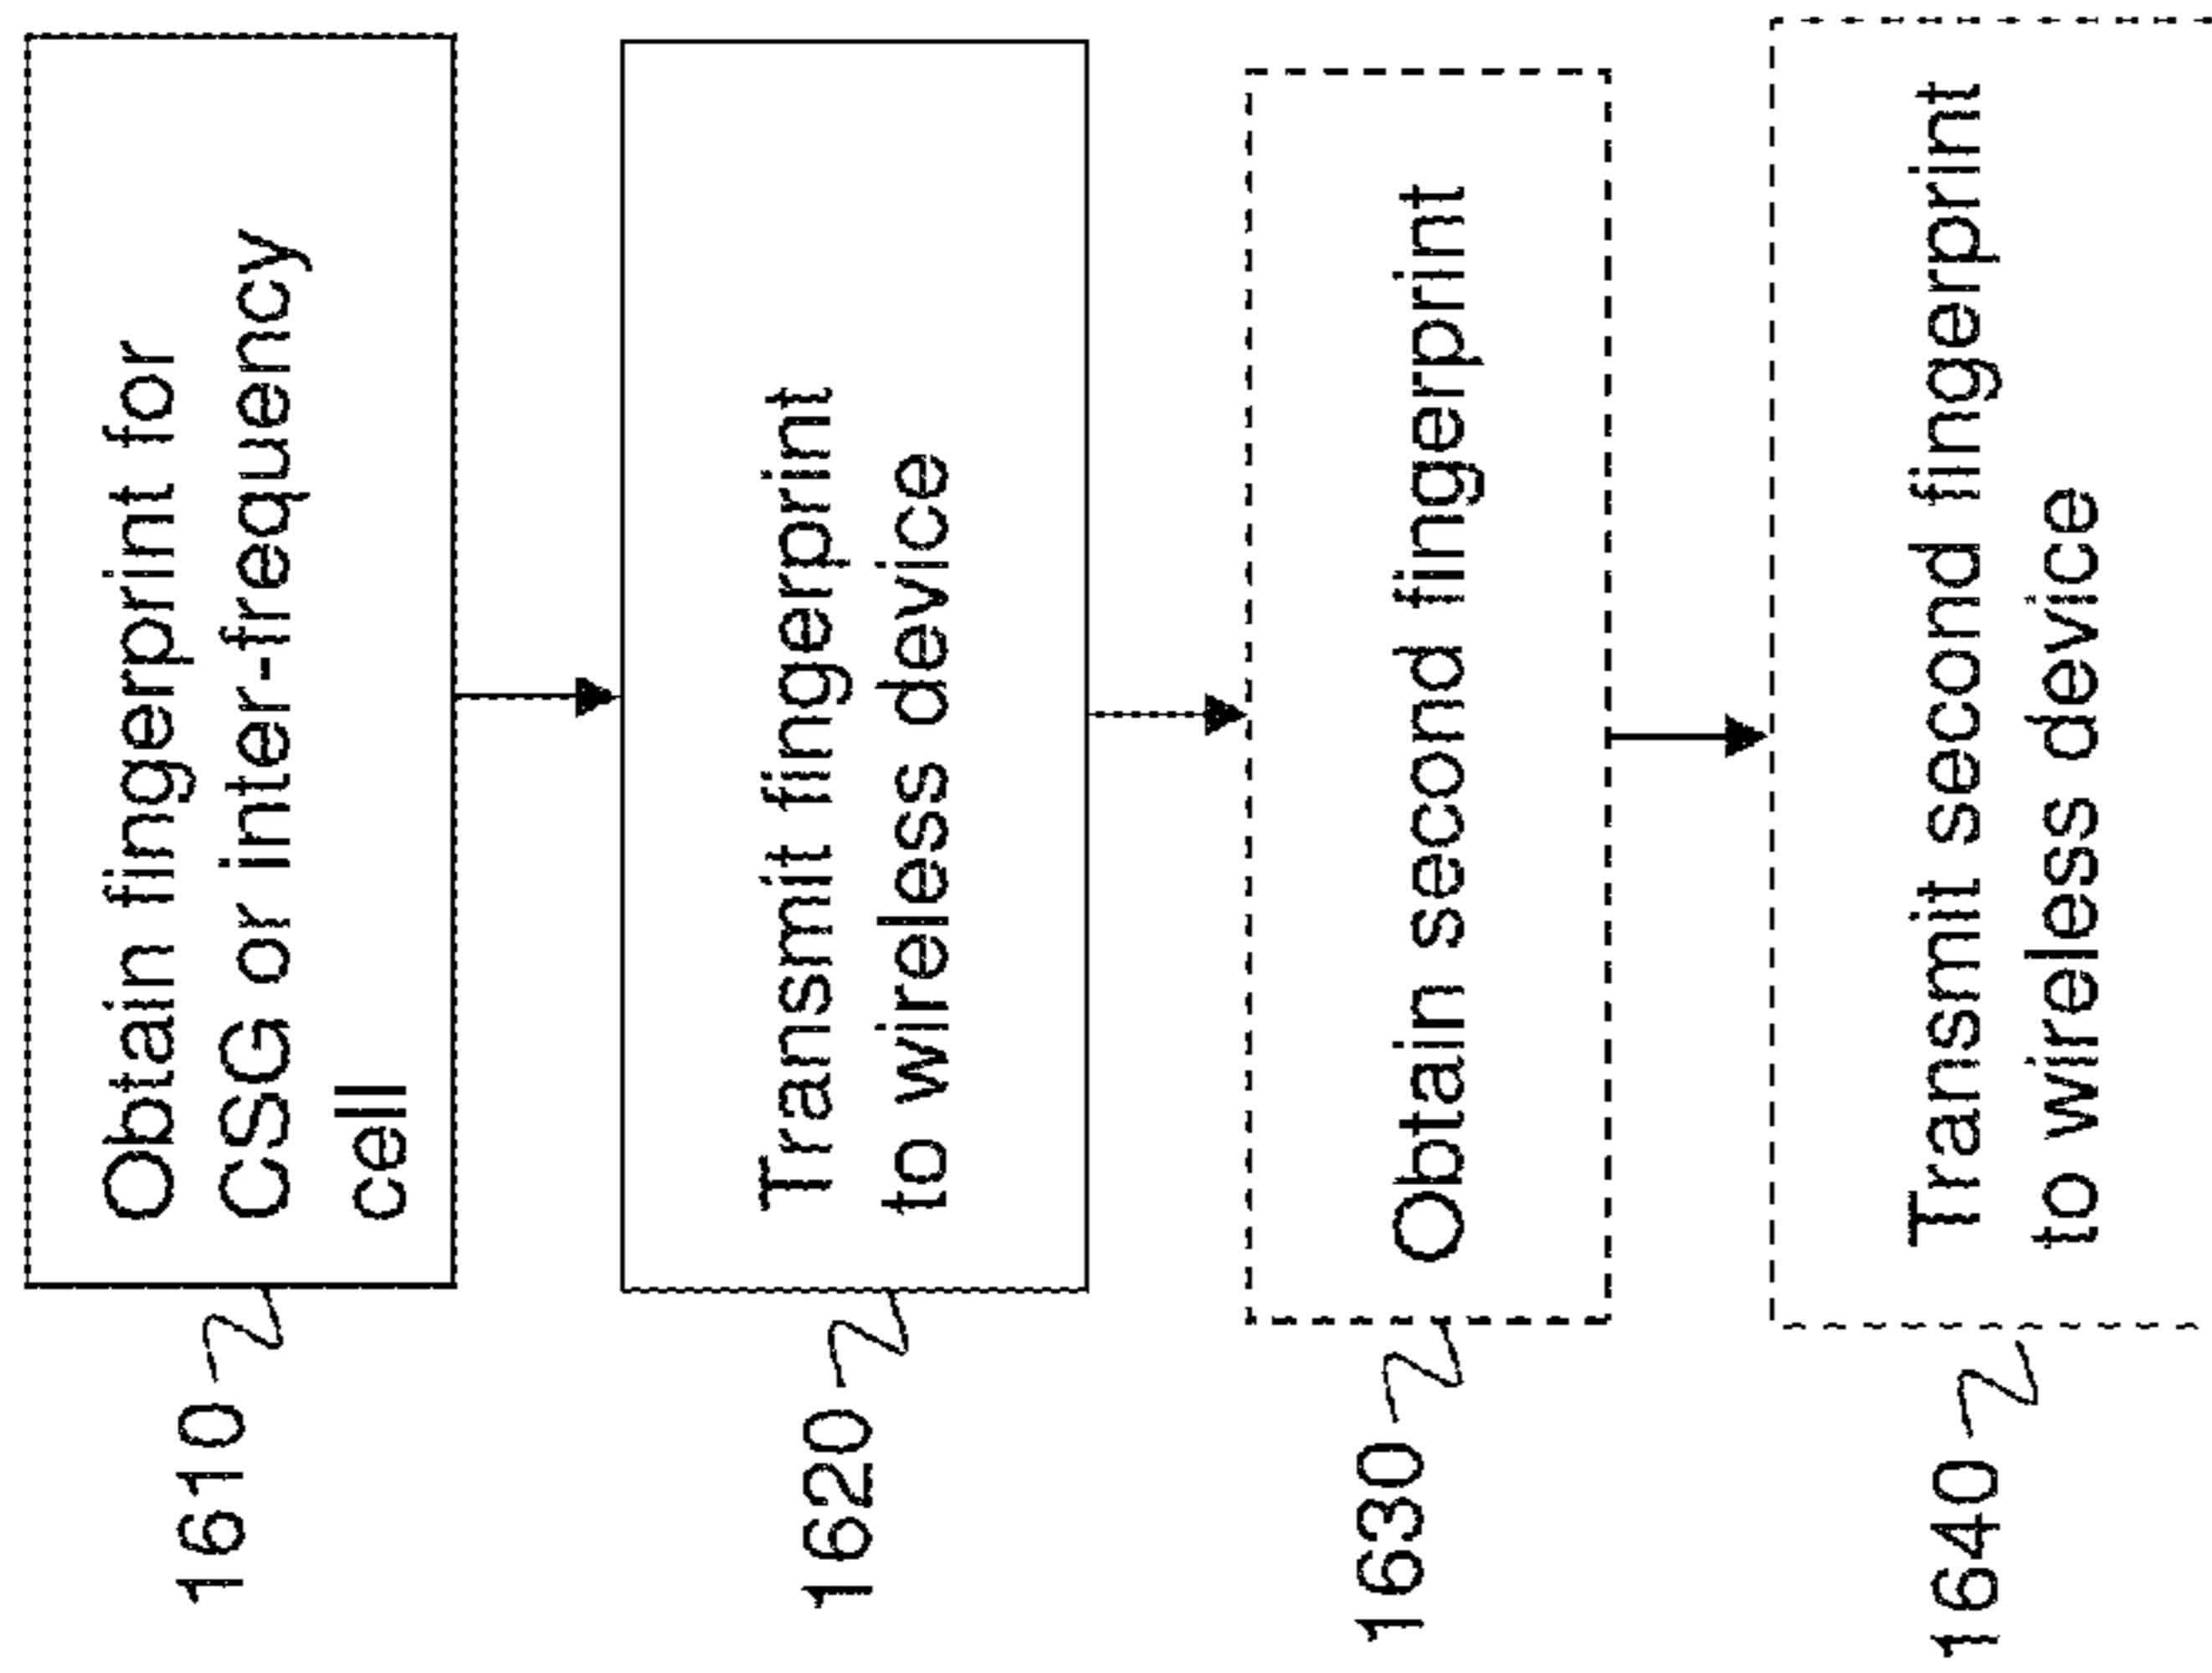 1610
Obtain fingerprint for
CSG or inter-frequency
cell
1620
Transmit fingerprint
to wireless device
1630
Obtain second fingerprint
1640
Transmit second fingerprint
to wireless device